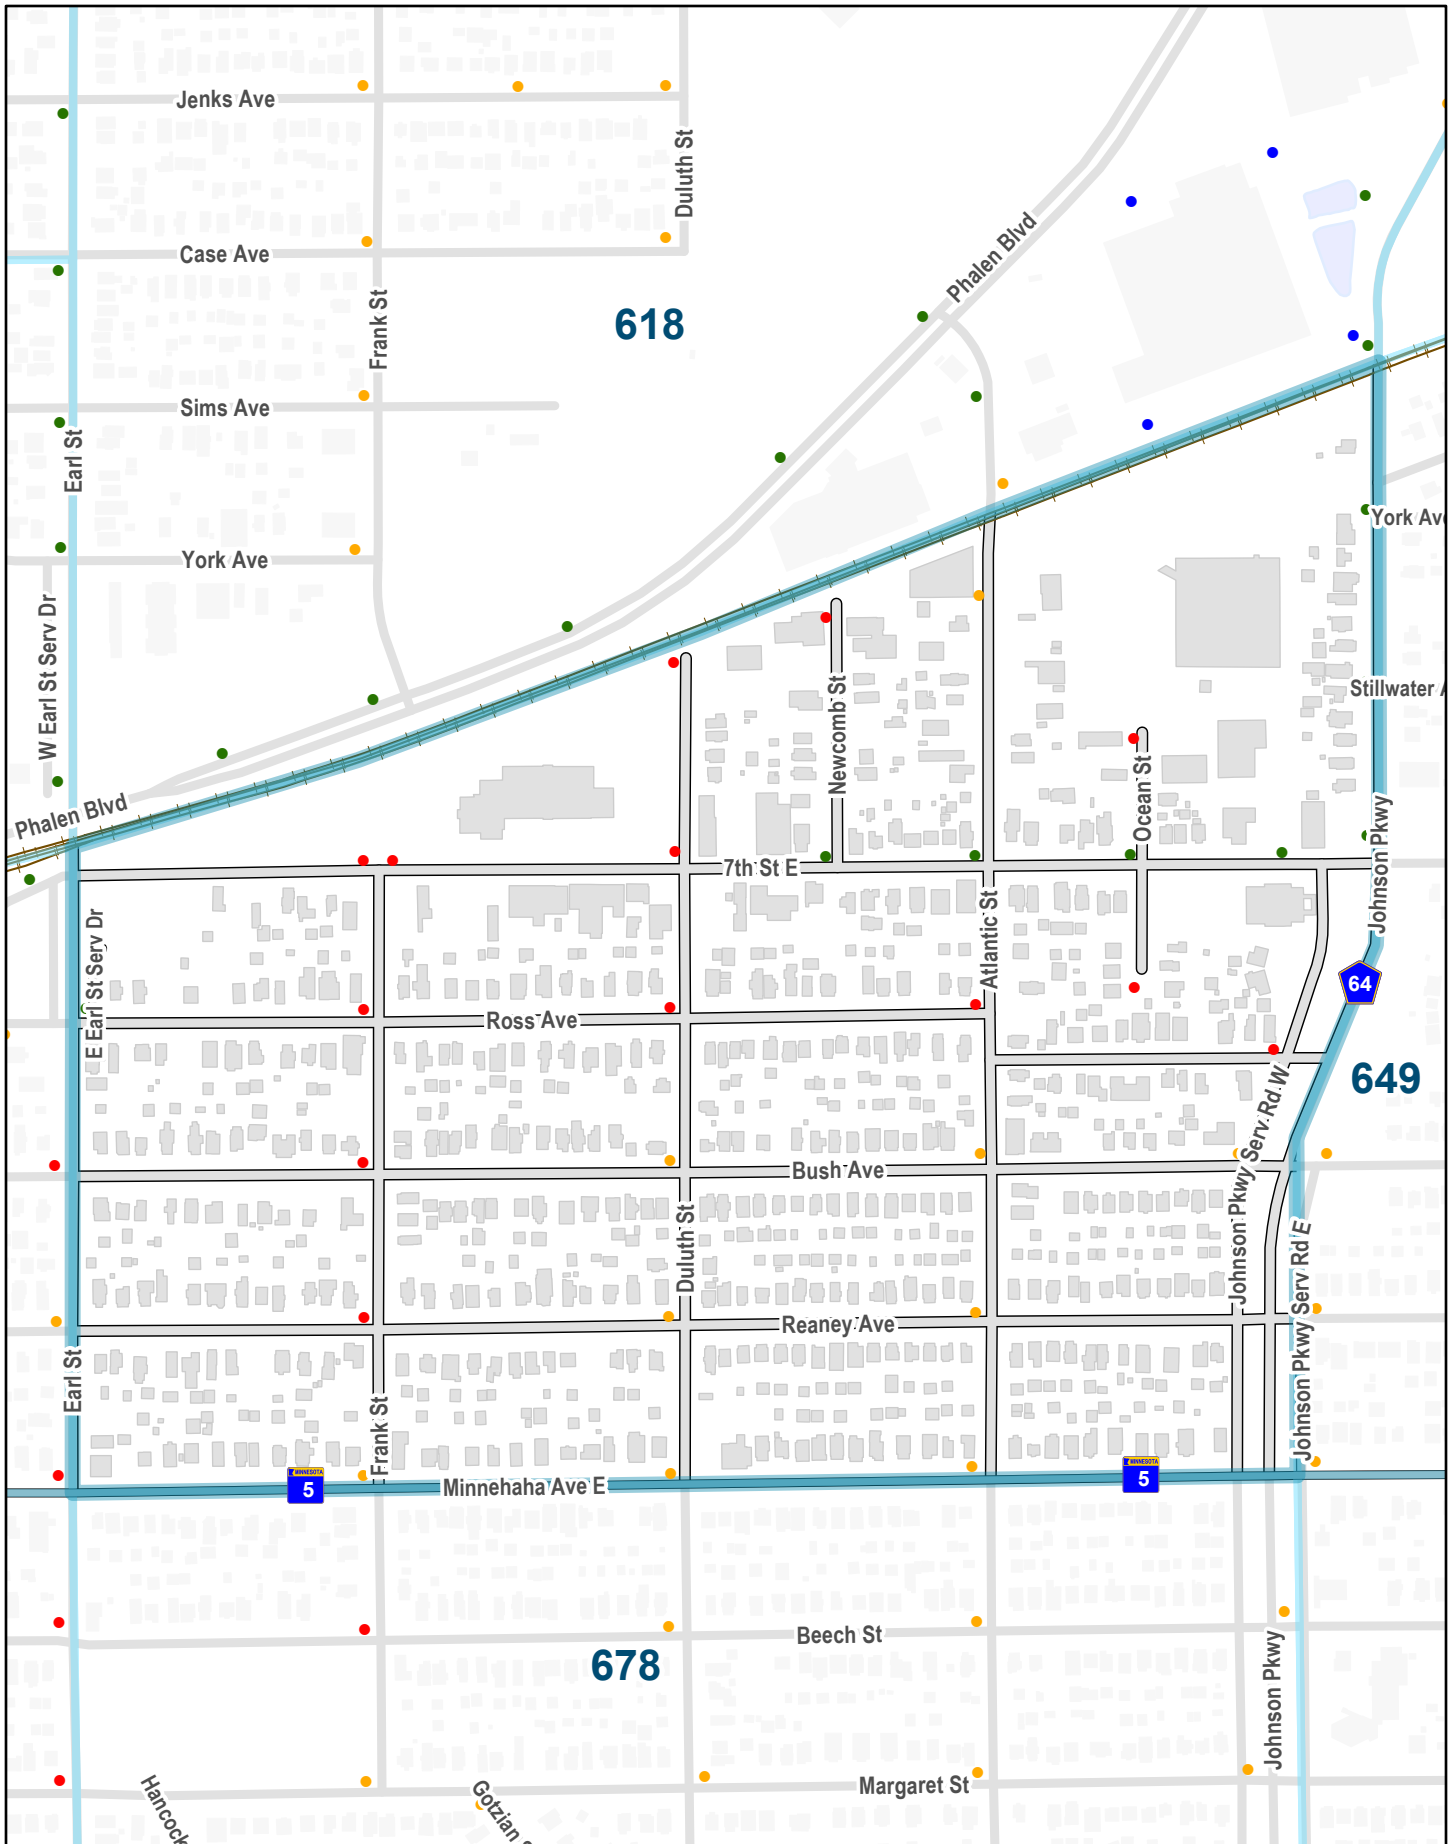 Jenks Ave
Duluth St
Case Ave
Phalen Blvd
Frank St
618
Sims Ave
Earl St
York Ave
York Ave
W Earl St Serv Dr
Newcomb St
Stillwater A
Ocean St
Phalen Blvd
Johnson Pkwy
7th St E
Atlantic St
E Earl St Serv Dr
64
Ross Ave
649
Johnson Pkwy Serv Rd W
Bush Ave
Duluth St
Johnson Pkwy Serv Rd E
Reaney Ave
Earl St
Frank St
MINNESOTA
5
MINNESOTA
5
Minnehaha Ave E
Beech St
678
Johnson Pkwy
Margaret St
Hancock
Gotzian S